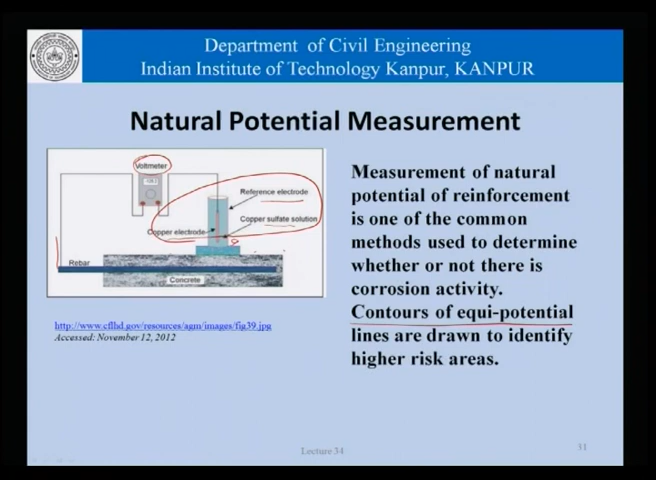 Department of Civil Engineering
Indian Institute of Technology Kanpur, KANPUR
Natural Potential Measurement
Voltmeter
Reference electrode
Copper sulfate solution
Copper electrode
Rebar
Concrete
http://www.cflhd.gov/resources/agm/images/fig39.jpg
Accessed: November 12, 2012
Measurement of natural
potential of reinforcement
is one of the common
methods used to determine
whether or not there is
corrosion activity.
Contours of equi-potential
lines are drawn to identify
higher risk areas.
Lecture 34
31